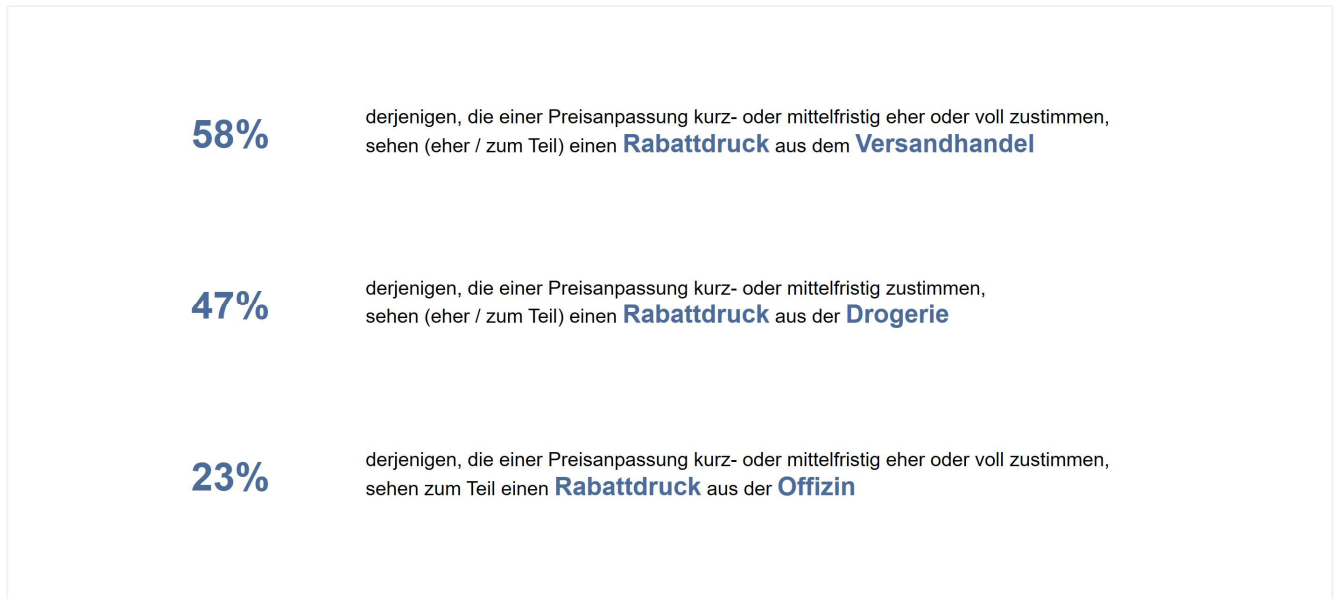 58%
derjenigen, die einer Preisanpassung kurz- oder mittelfristig eher oder voll zustimmen,
sehen (eher / zum Teil) einen Rabattdruck aus dem Versandhandel
47%
derjenigen, die einer Preisanpassung kurz- oder mittelfristig zustimmen,
sehen (eher / zum Teil) einen Rabattdruck aus der Drogerie
23%
derjenigen, die einer Preisanpassung kurz- oder mittelfristig eher oder voll zustimmen,
sehen zum Teil einen Rabattdruck aus der Offizin